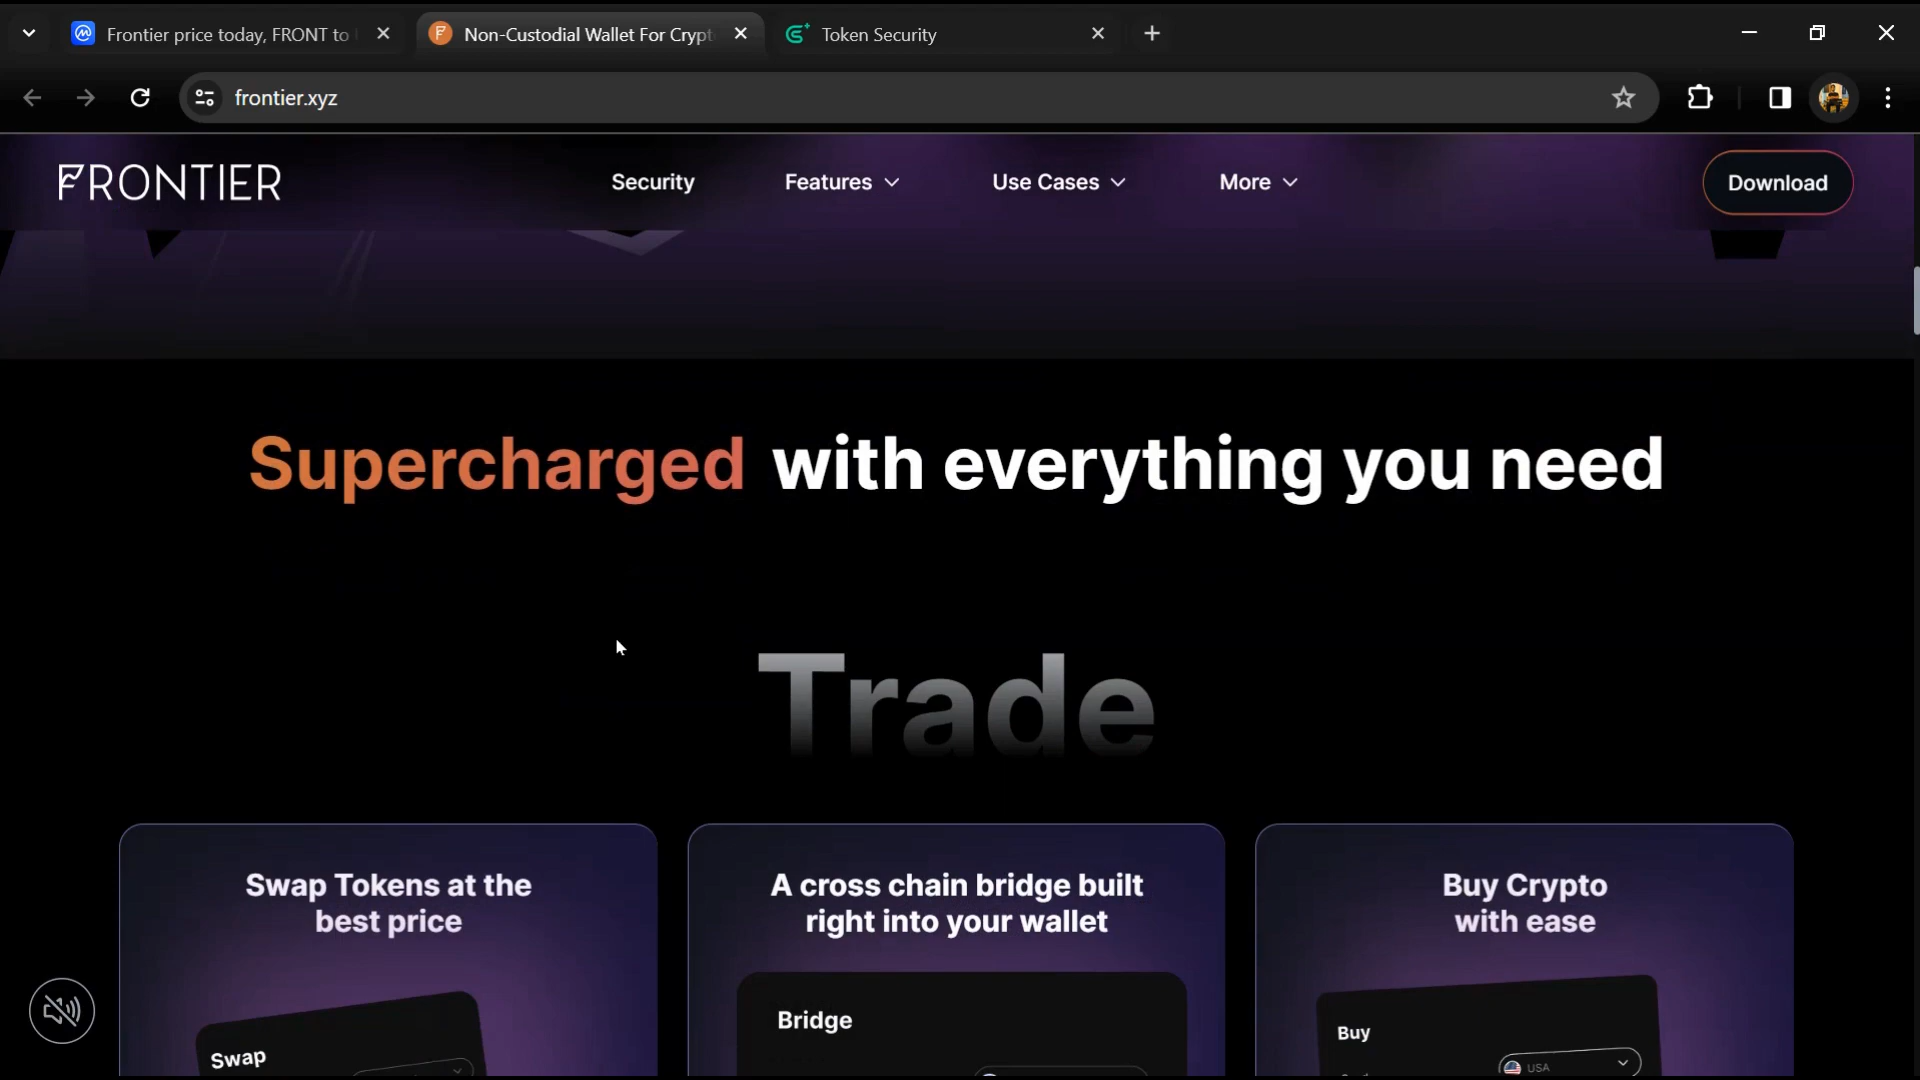 Frontier price today, FRONT to
Non-Custodial Wallet For Crypt
Token Security
frontier.xyz
FRONTIER
Security
Features
Use Cases
More
Download
Supercharged with everything you need
Trade
Swap Tokens at the
best price
A cross chain bridge built
right into your wallet
Buy Crypto
with ease
Swap
Bridge
Buy
USA